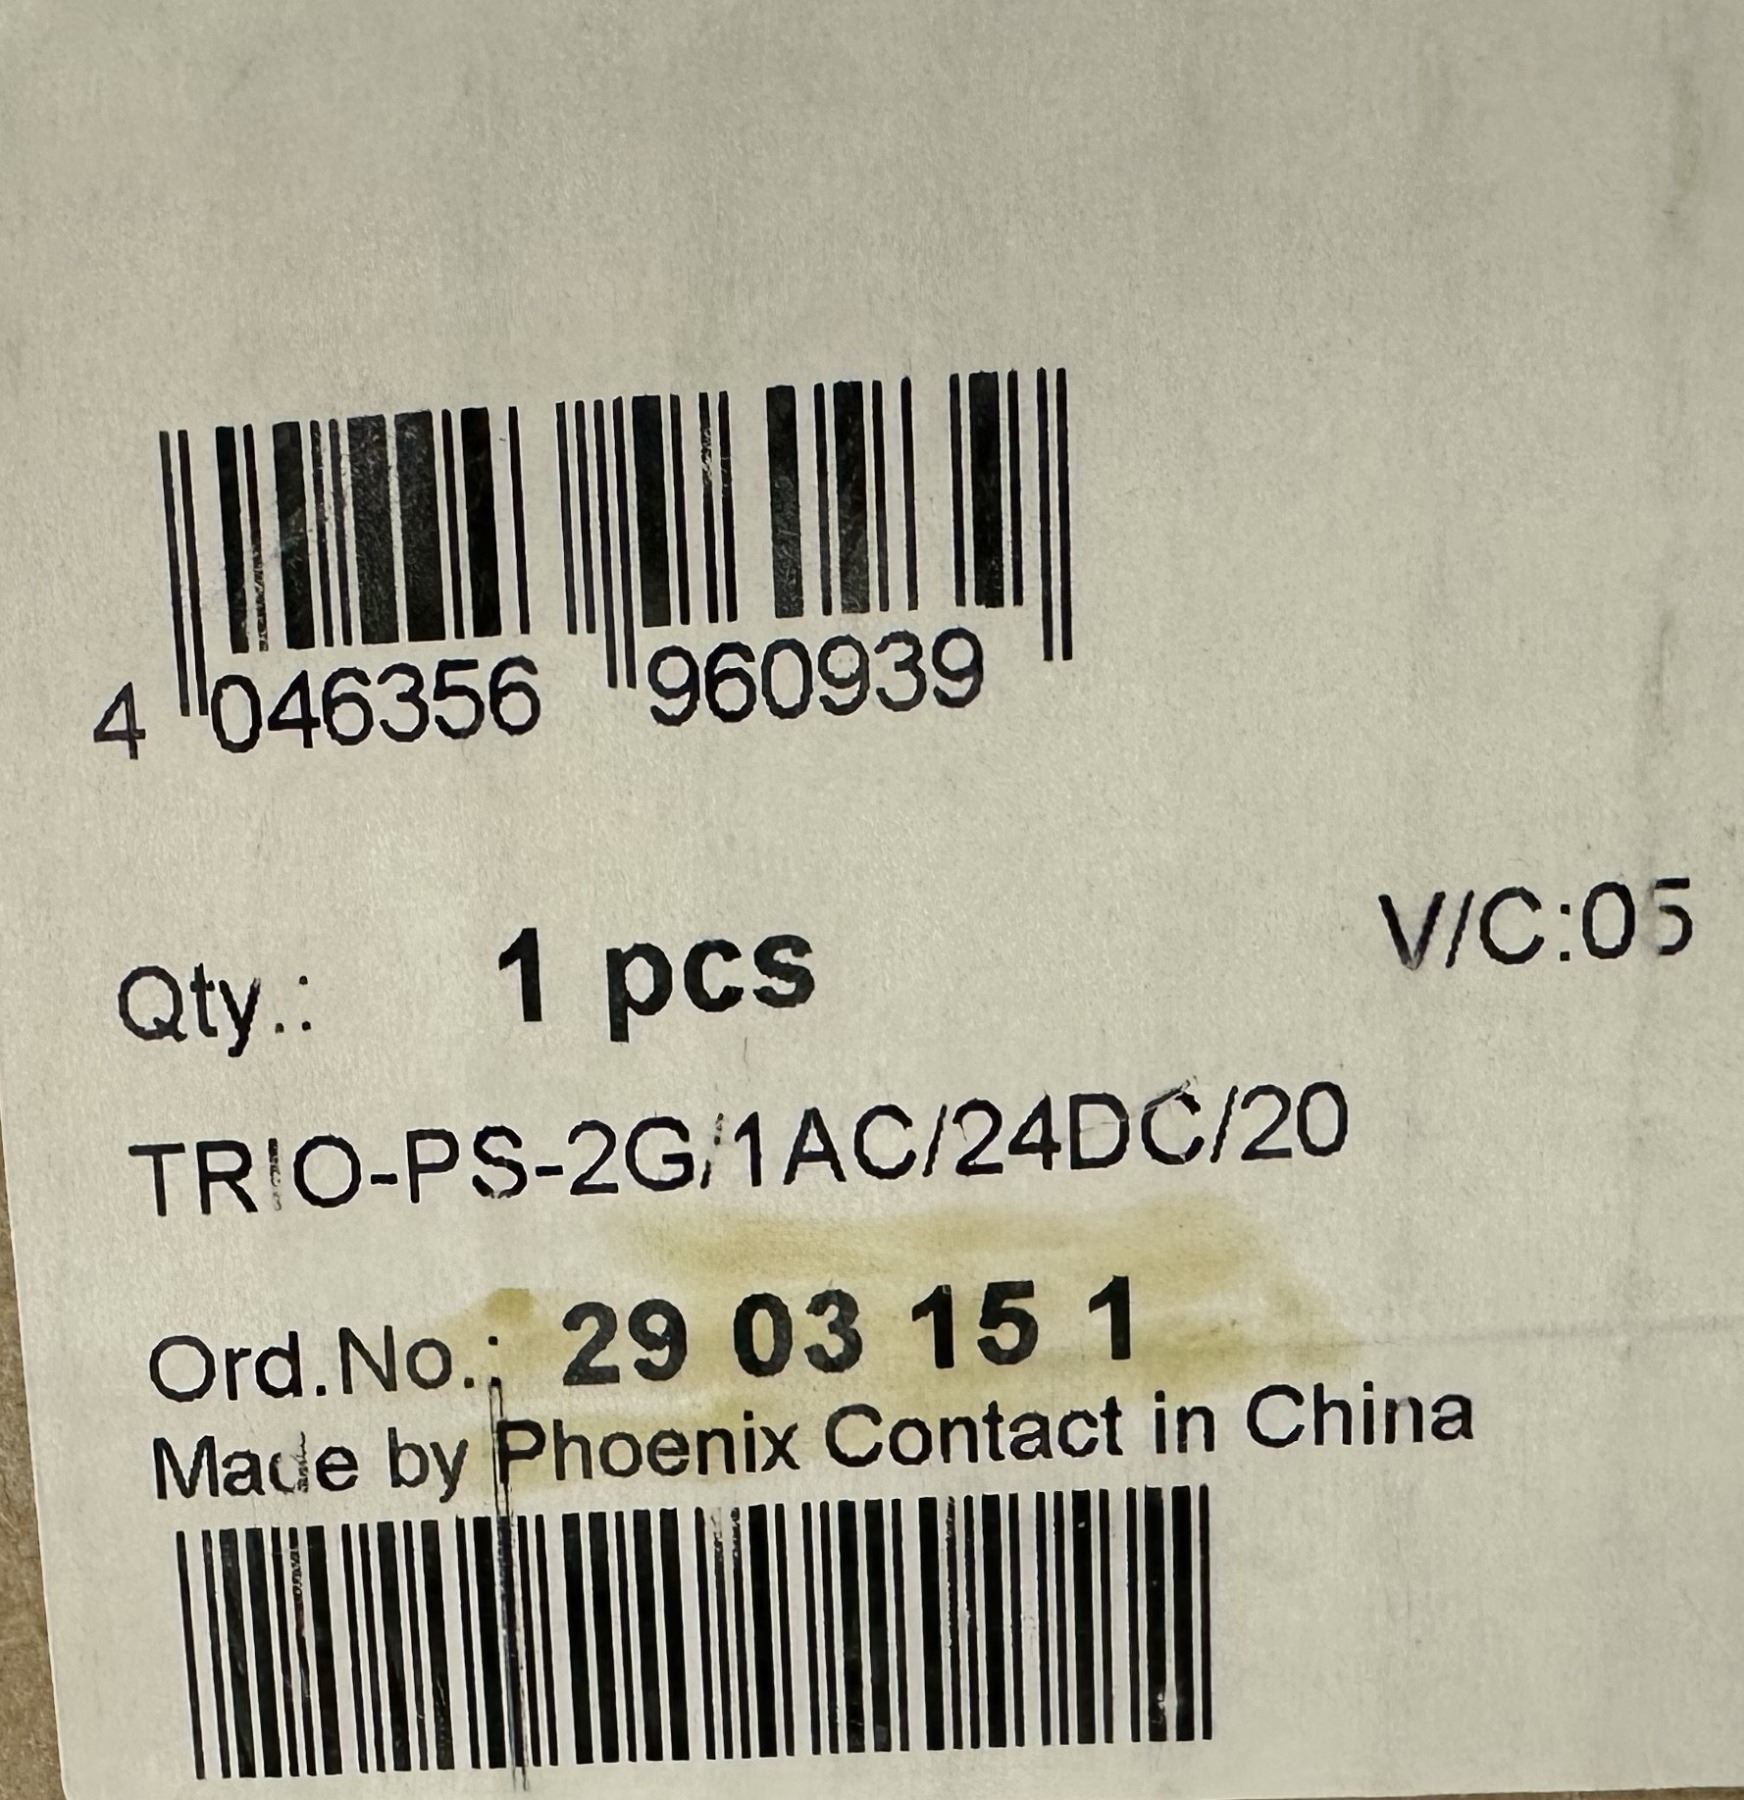 4 046356 960939
V/C:05
Qty.: 1 pcs
TRIO-PS-2G/1AC/24DC/20
Ord.No.: 29 03 15 1
Made by Phoenix Contact in China